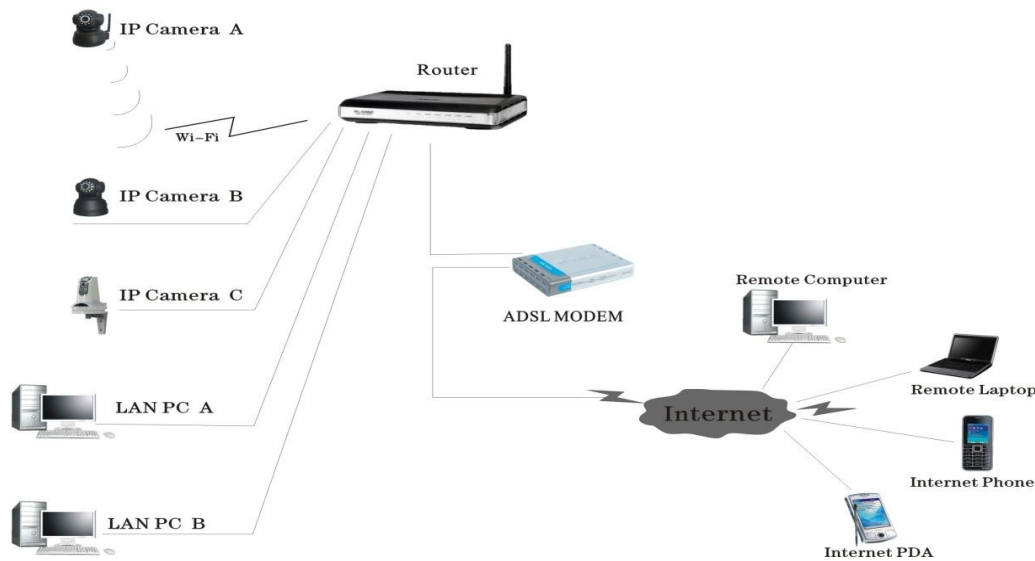 IP Camera A
Router
Wi-Fi
IP Camera B
IP Camera C
ADSL MODEM
Remote Computer
Remote Laptop
LAN PC A
Internet
Internet Phone
LAN PC B
Internet PDA